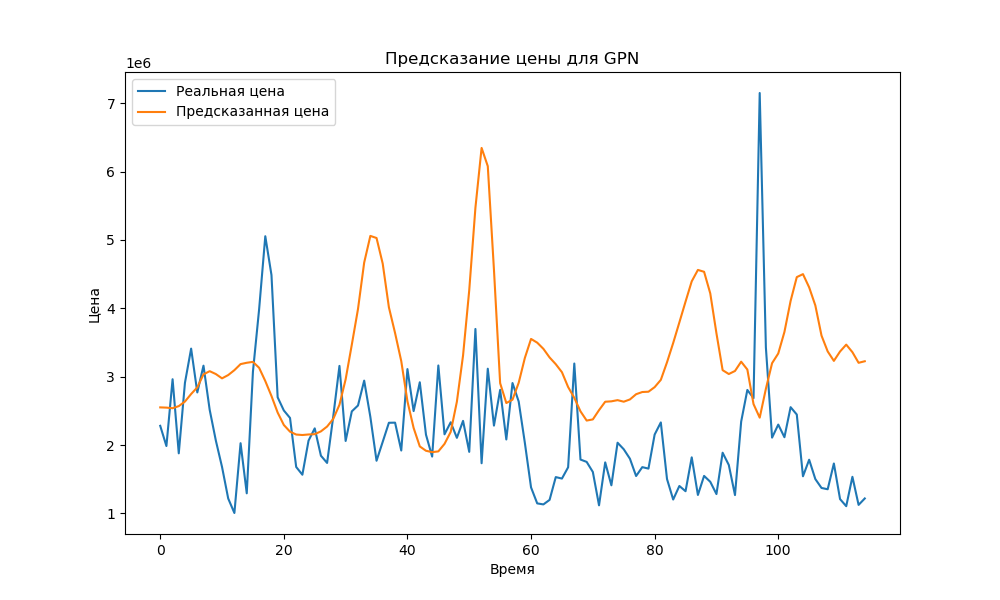 Предсказание цены для GPN
1e6
Реальная цена
Предсказанная цена
7
6
5
4
3
2
1
Цена
0 20 40 60 80 100
Время